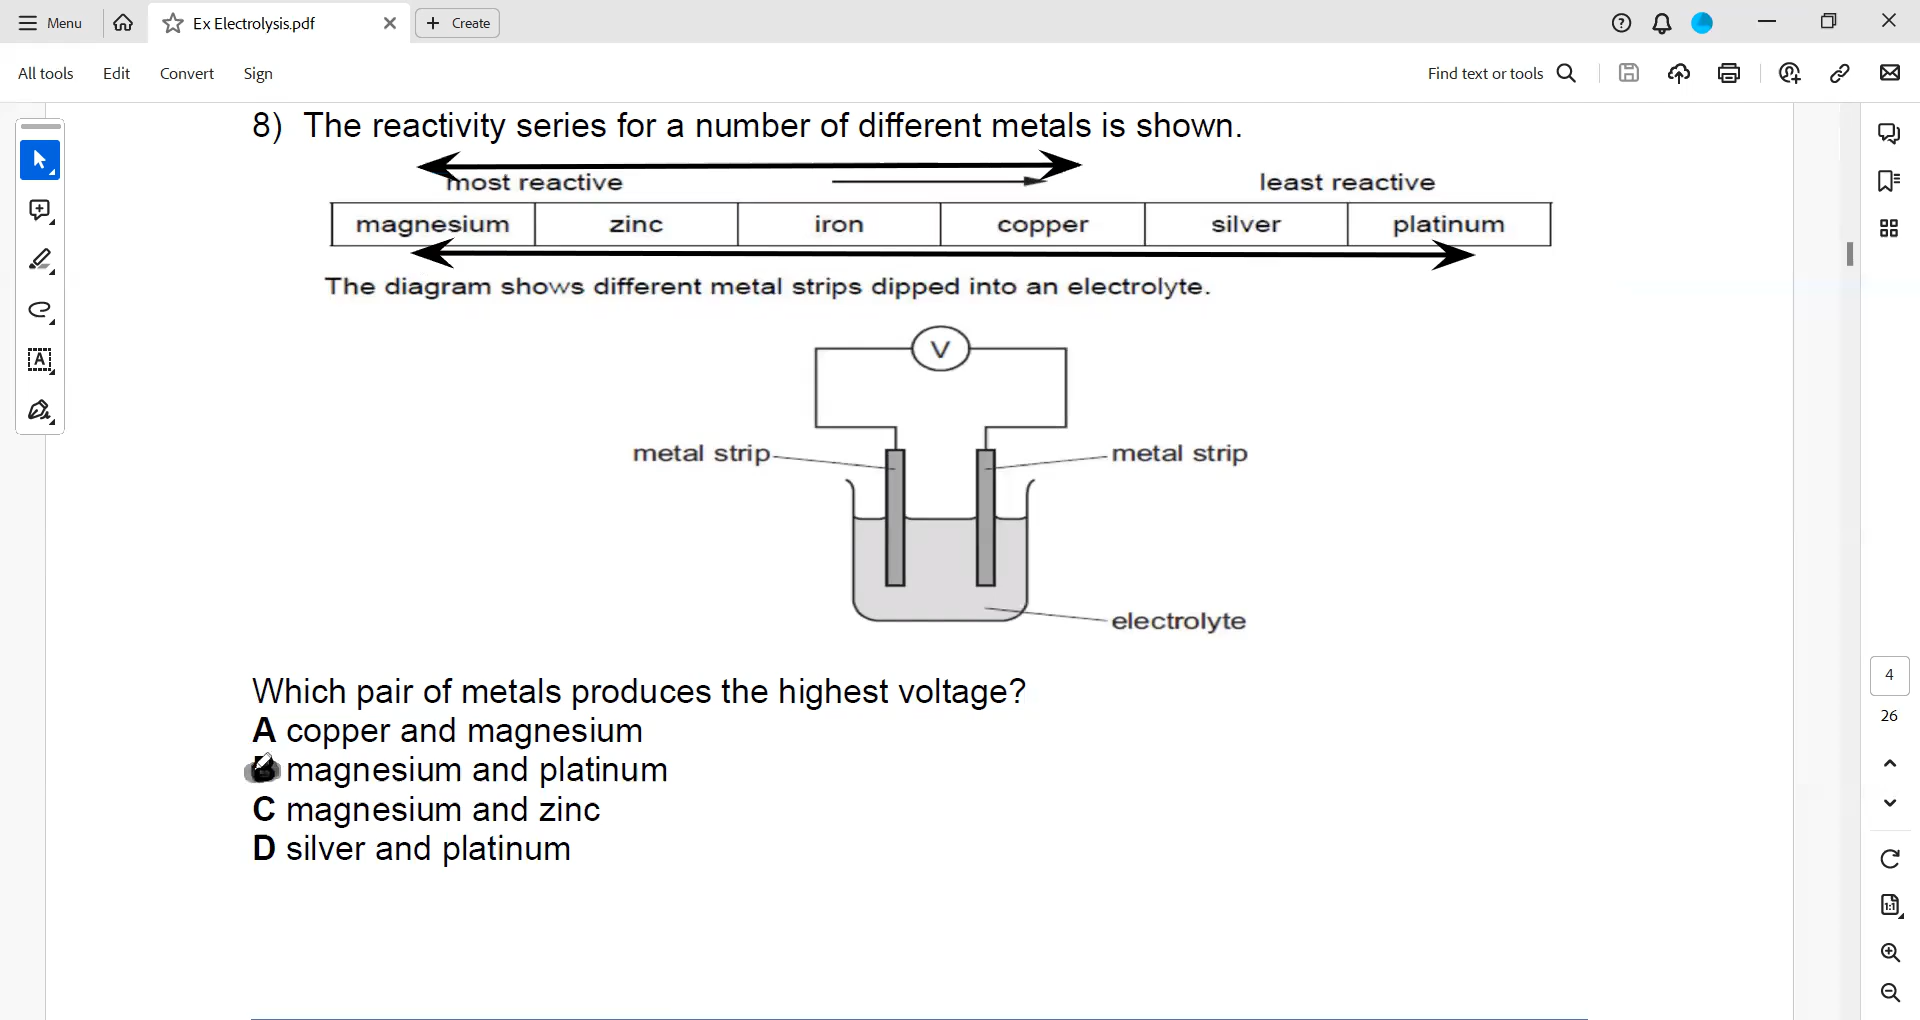 Menu
Ex Electrolysis.pdf
Create
All tools
Edit
Convert
Sign
Find text or tools
8) The reactivity series for a number of different metals is shown.
most reactive
least reactive
magnesium zinc iron copper silver platinum
The diagram shows different metal strips dipped into an electrolyte.
V
metal strip
metal strip
electrolyte
Which pair of metals produces the highest voltage?
A copper and magnesium
B magnesium and platinum
C magnesium and zinc
D silver and platinum
4
26